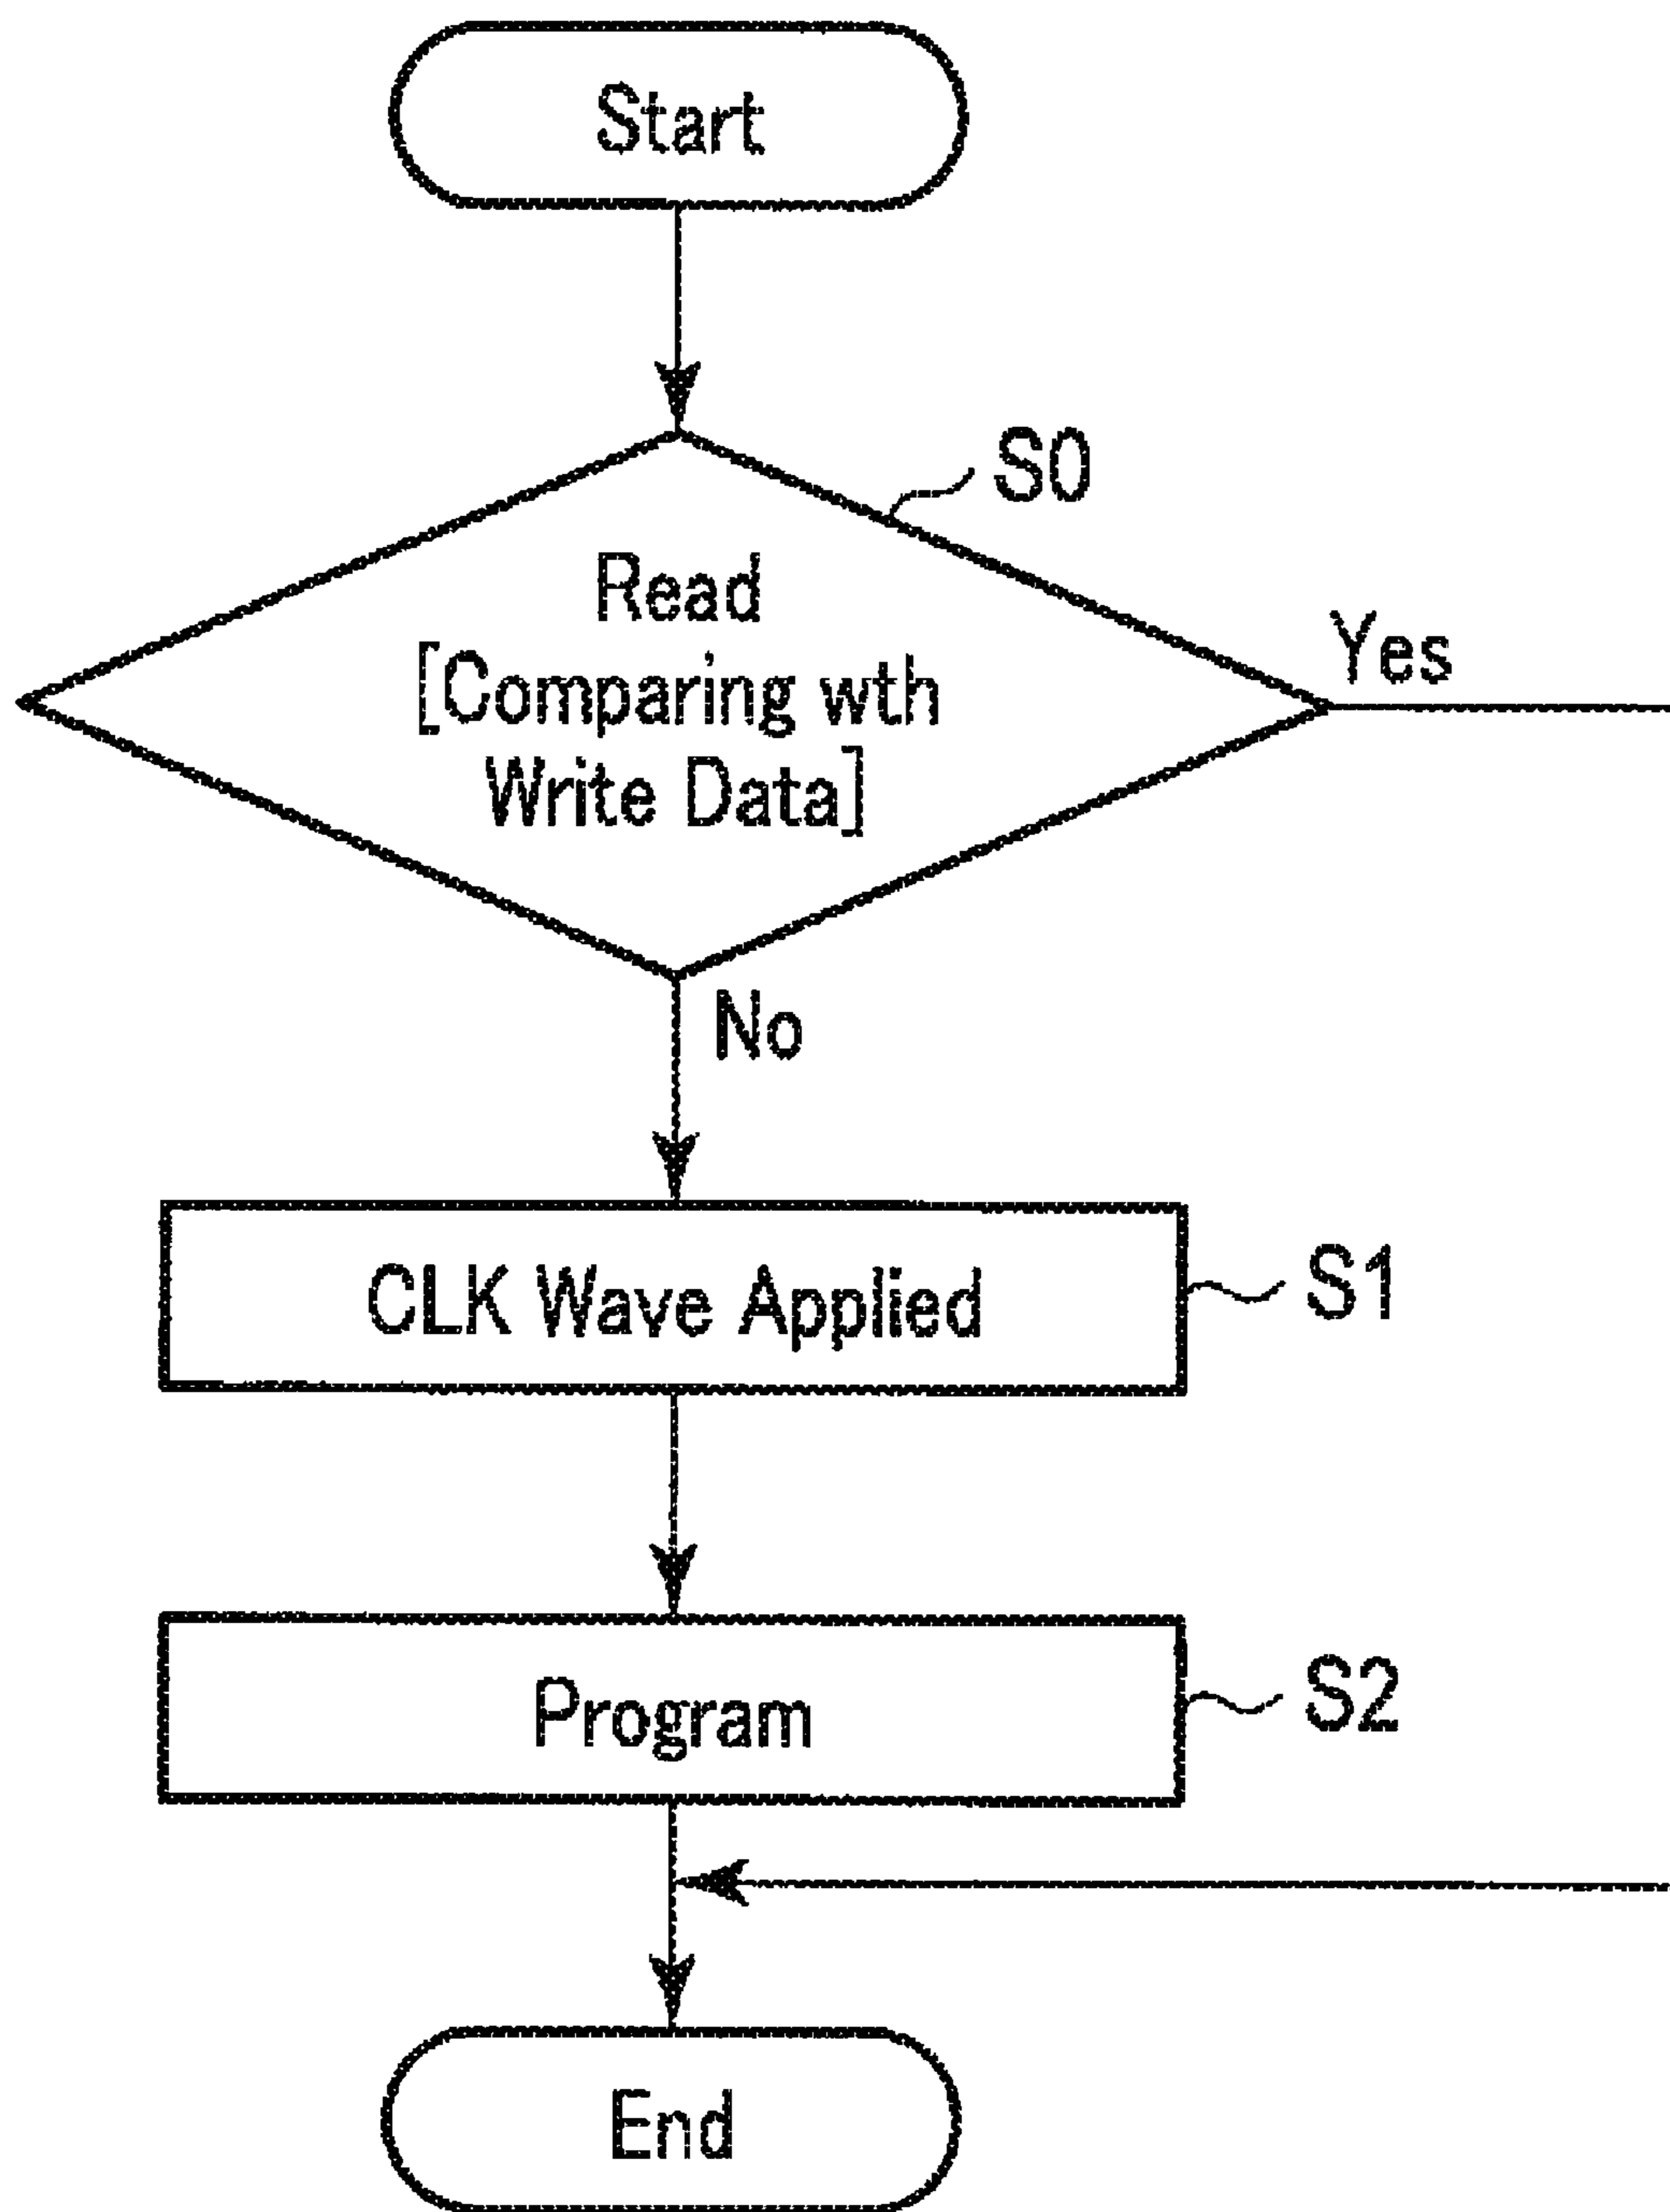 Start
S0
Read
[Comparing wth
Write Data]
Yes
No
CLK Wave Applied
S1
Program
S2
End